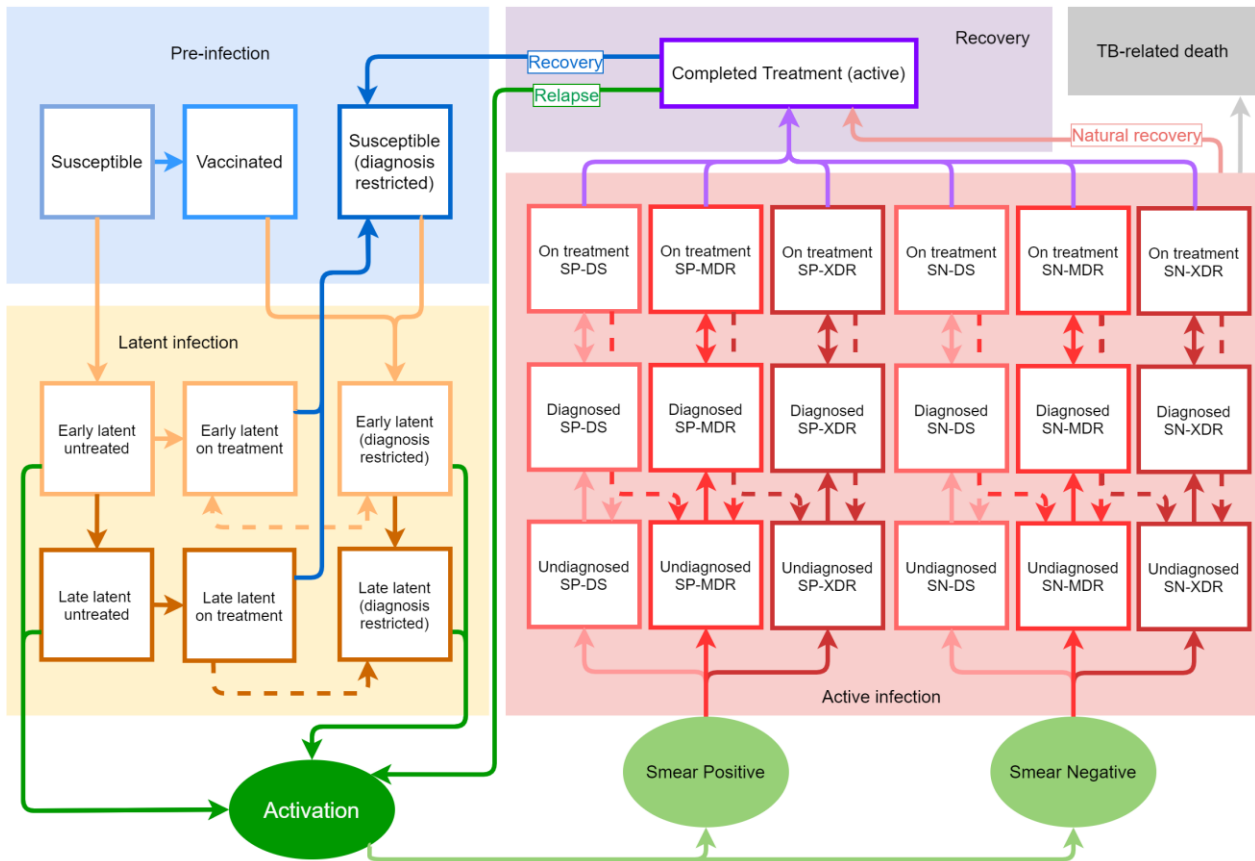 Pre-infection
Recovery
TB-related death
Recovery
Relapse
Completed Treatment (active)
Natural recovery
Susceptible
Vaccinated
Susceptible
(diagnosis
restricted)
On treatment
SP-DS
On treatment
SP-MDR
On treatment
SP-XDR
On treatment
SN-DS
On treatment
SN-MDR
On treatment
SN-XDR
Latent infection
Early latent
untreated
Early latent
on treatment
Early latent
(diagnosis
restricted)
Diagnosed
SP-DS
Diagnosed
SP-MDR
Diagnosed
SP-XDR
Diagnosed
SN-DS
Diagnosed
SN-MDR
Diagnosed
SN-XDR
Late latent
untreated
Late latent
on treatment
Late latent
(diagnosis
restricted)
Undiagnosed
SP-DS
Undiagnosed
SP-MDR
Undiagnosed
SP-XDR
Undiagnosed
SN-DS
Undiagnosed
SN-MDR
Undiagnosed
SN-XDR
Active infection
Activation
Smear Positive
Smear Negative